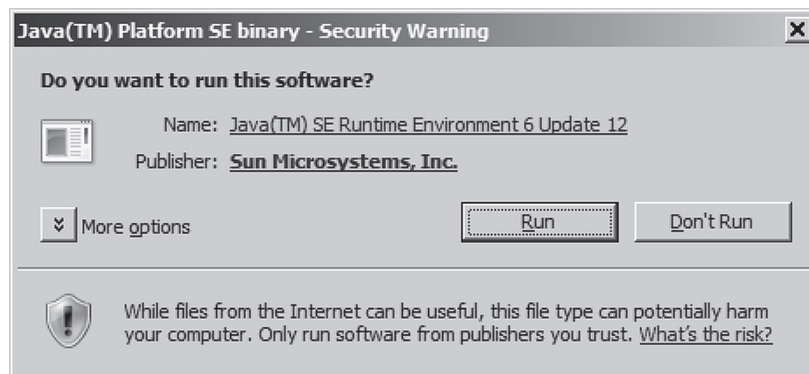 Java(TM) Platform SE binary - Security Warning
Do you want to run this software?
Name: Java(TM) SE Runtime Environment 6 Update 12
Publisher: Sun Microsystems, Inc.
More options
Run
Don't Run
While files from the Internet can be useful, this file type can potentially harm
your computer. Only run software from publishers you trust. What's the risk?